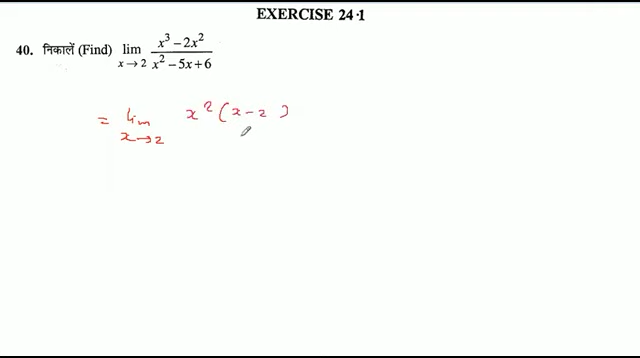 EXERCISE 24·1
40. निकालें (Find) lim x→2 (x³ − 2x²)/(x² − 5x + 6)
= lim x→2 x²(x − 2)